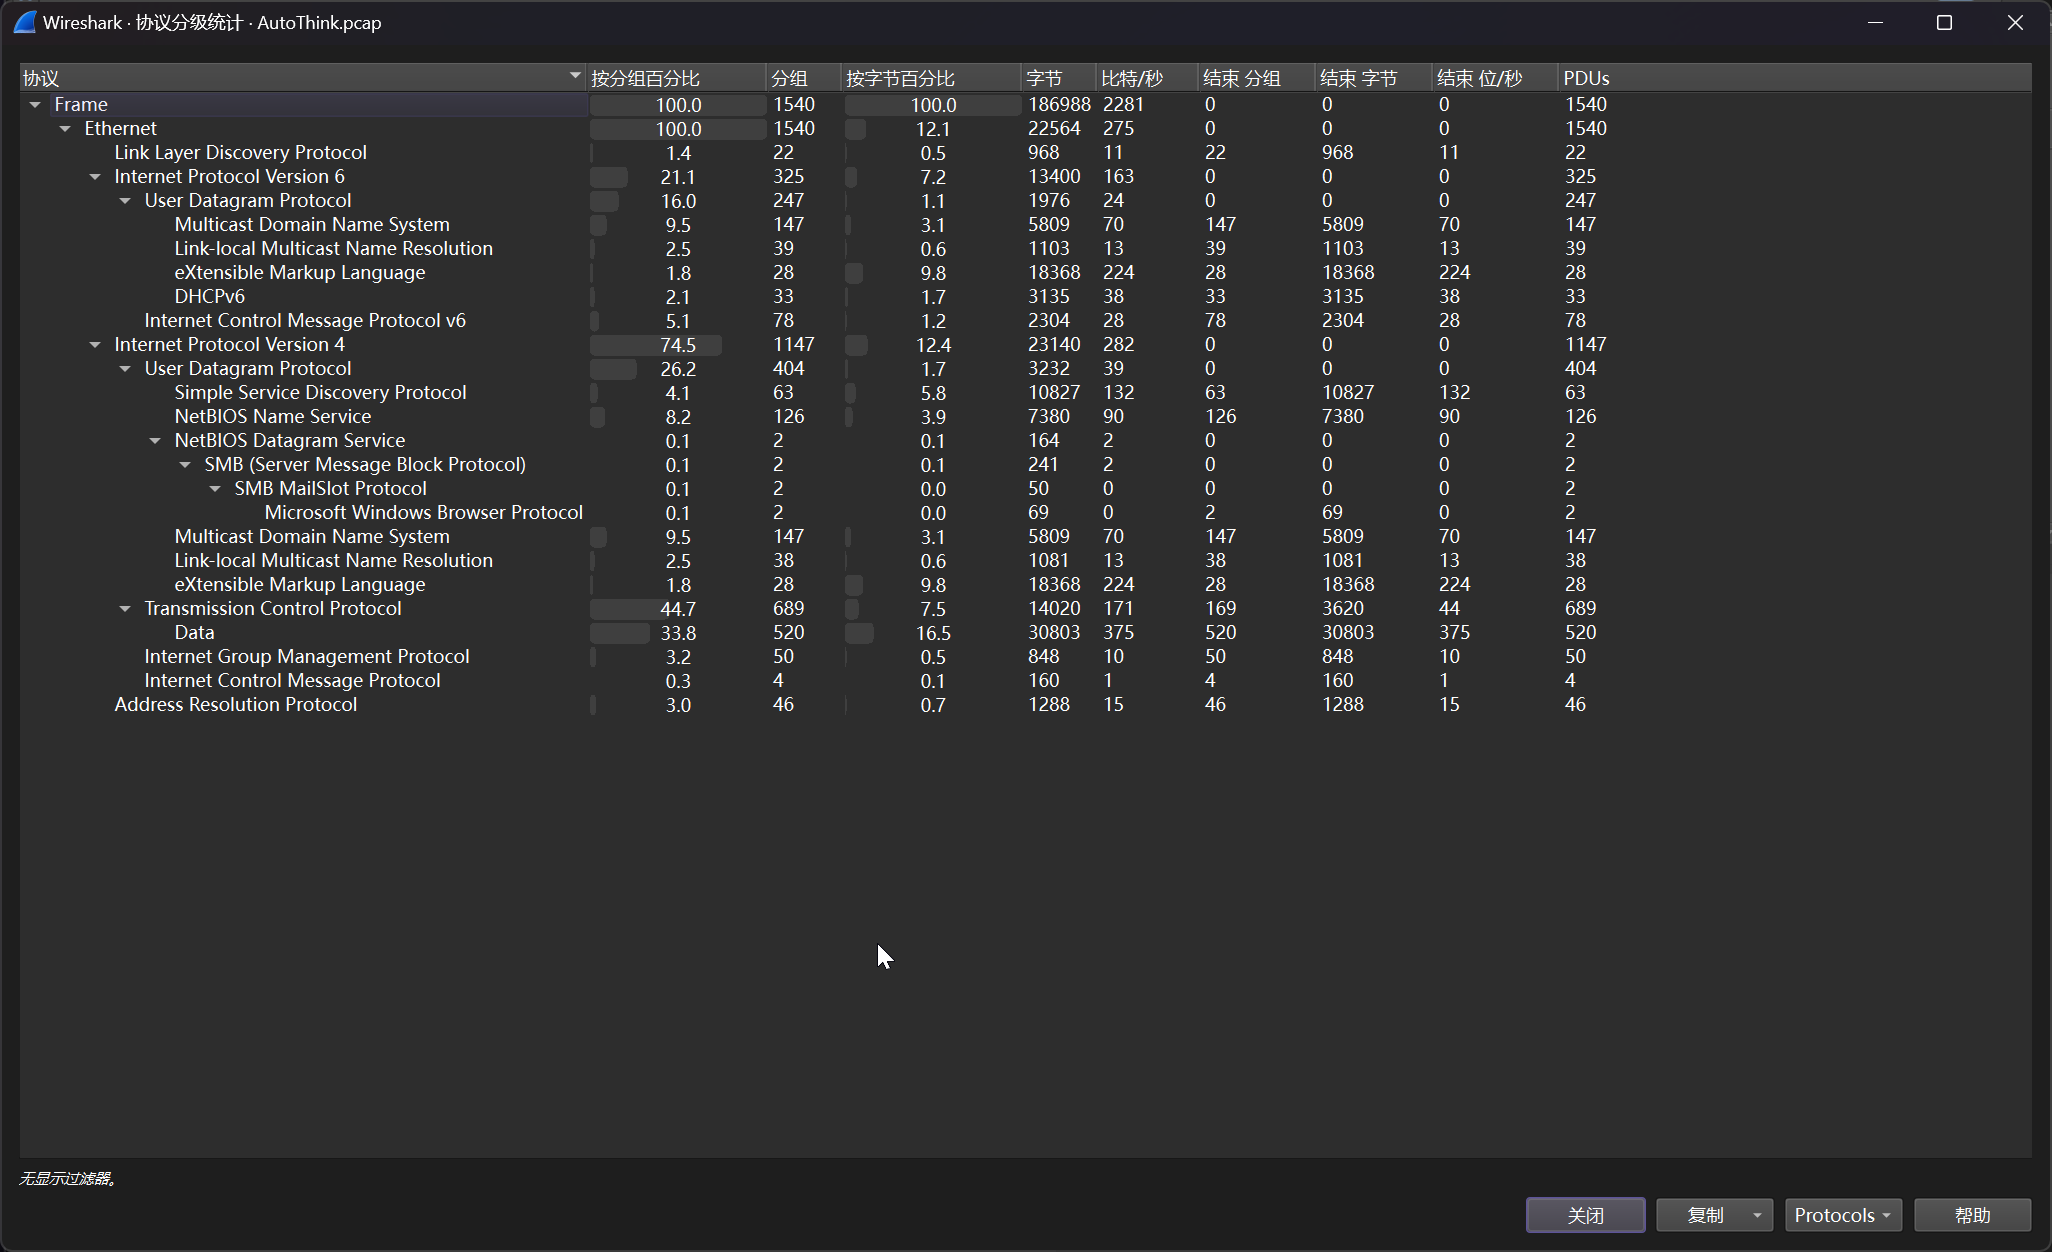 Wireshark · 协议分级统计 · AutoThink.pcap
协议 按分组百分比 分组 按字节百分比 字节 比特/秒 结束 分组 结束 字节 结束 位/秒 PDUs
Frame 100.0 1540 100.0 186988 2281 0 0 0 1540
Ethernet 100.0 1540 12.1 22564 275 0 0 0 1540
Link Layer Discovery Protocol 1.4 22 0.5 968 11 22 968 11 22
Internet Protocol Version 6 21.1 325 7.2 13400 163 0 0 0 325
User Datagram Protocol 16.0 247 1.1 1976 24 0 0 0 247
Multicast Domain Name System 9.5 147 3.1 5809 70 147 5809 70 147
Link-local Multicast Name Resolution 2.5 39 0.6 1103 13 39 1103 13 39
eXtensible Markup Language 1.8 28 9.8 18368 224 28 18368 224 28
DHCPv6 2.1 33 1.7 3135 38 33 3135 38 33
Internet Control Message Protocol v6 5.1 78 1.2 2304 28 78 2304 28 78
Internet Protocol Version 4 74.5 1147 12.4 23140 282 0 0 0 1147
User Datagram Protocol 26.2 404 1.7 3232 39 0 0 0 404
Simple Service Discovery Protocol 4.1 63 5.8 10827 132 63 10827 132 63
NetBIOS Name Service 8.2 126 3.9 7380 90 126 7380 90 126
NetBIOS Datagram Service 0.1 2 0.1 164 2 0 0 0 2
SMB (Server Message Block Protocol) 0.1 2 0.1 241 2 0 0 0 2
SMB MailSlot Protocol 0.1 2 0.0 50 0 0 0 0 2
Microsoft Windows Browser Protocol 0.1 2 0.0 69 0 2 69 0 2
Multicast Domain Name System 9.5 147 3.1 5809 70 147 5809 70 147
Link-local Multicast Name Resolution 2.5 38 0.6 1081 13 38 1081 13 38
eXtensible Markup Language 1.8 28 9.8 18368 224 28 18368 224 28
Transmission Control Protocol 44.7 689 7.5 14020 171 169 3620 44 689
Data 33.8 520 16.5 30803 375 520 30803 375 520
Internet Group Management Protocol 3.2 50 0.5 848 10 50 848 10 50
Internet Control Message Protocol 0.3 4 0.1 160 1 4 160 1 4
Address Resolution Protocol 3.0 46 0.7 1288 15 46 1288 15 46
无显示过滤器。
关闭 复制 Protocols 帮助